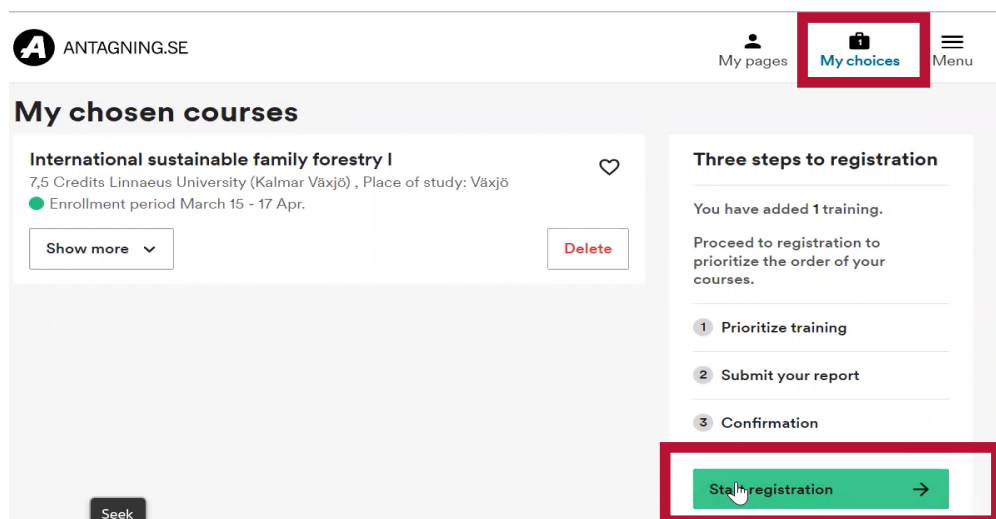 ANTAGNING.SE
My pages
1
My choices
Menu
My chosen courses
International sustainable family forestry I
7,5 Credits Linnaeus University (Kalmar Växjö) , Place of study: Växjö
Enrollment period March 15 - 17 Apr.
Show more
Delete
Three steps to registration
You have added 1 training.
Proceed to registration to
prioritize the order of your
courses.
1 Prioritize training
2 Submit your report
3 Confirmation
Start registration
Seek